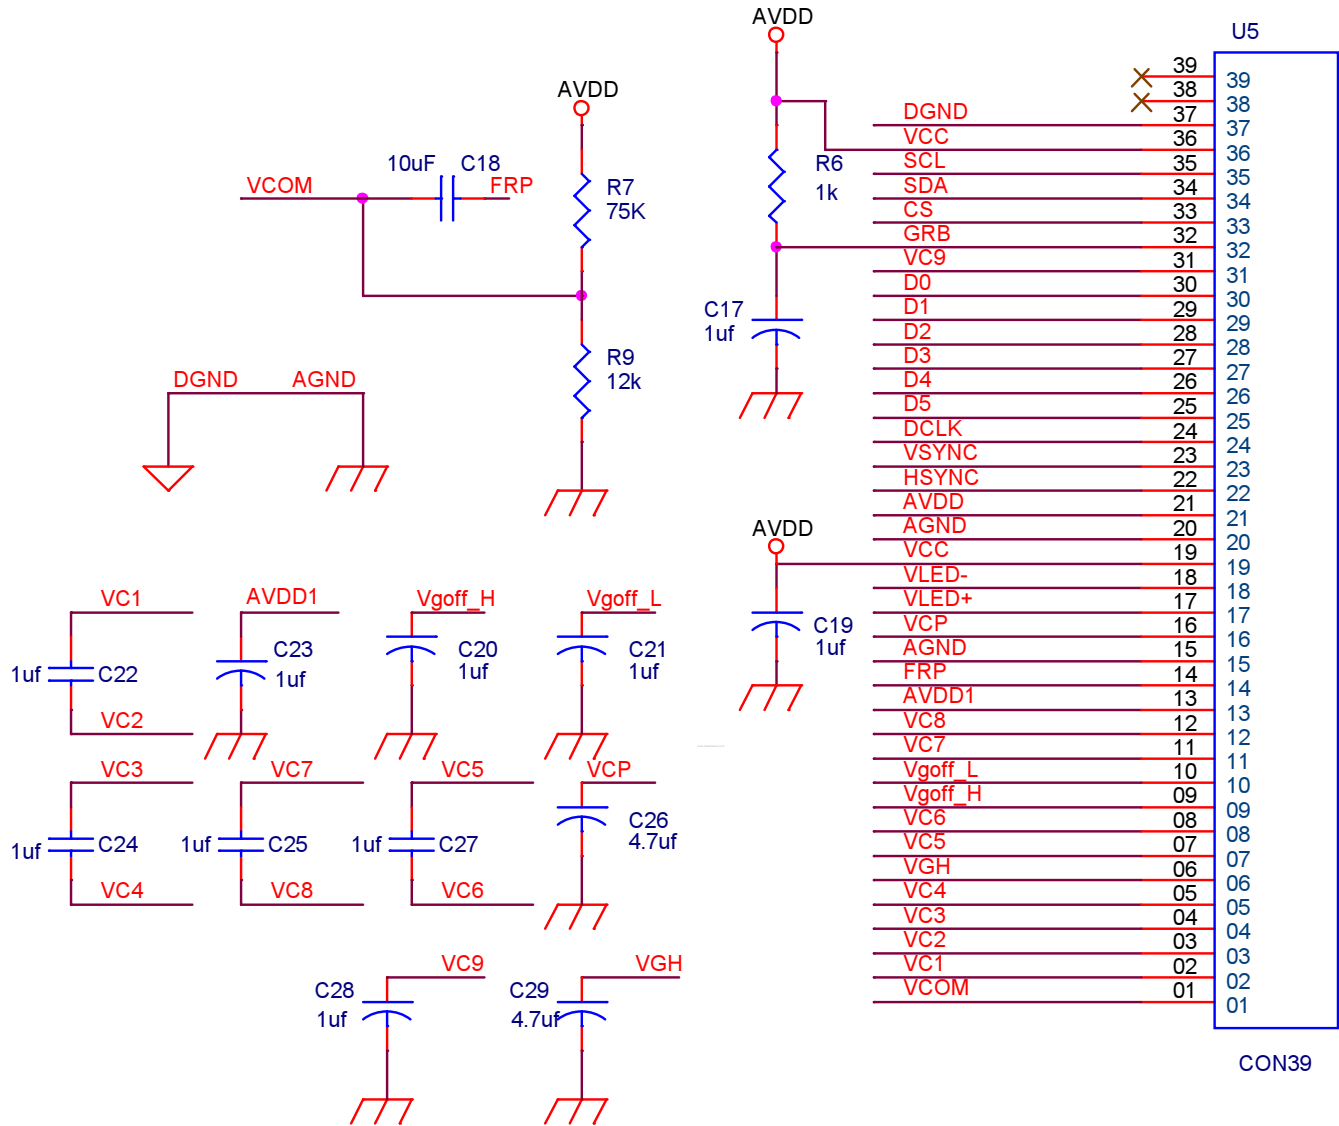 AVDD
U5
39 39
38 38
DGND 37 37
VCC 36 36
SCL 35 35
SDA 34 34
CS 33 33
GRB 32 32
VC9 31 31
D0 30 30
D1 29 29
D2 28 28
D3 27 27
D4 26 26
D5 25 25
DCLK 24 24
VSYNC 23 23
HSYNC 22 22
AVDD 21 21
AGND 20 20
VCC 19 19
VLED- 18 18
VLED+ 17 17
VCP 16 16
AGND 15 15
FRP 14 14
AVDD1 13 13
VC8 12 12
VC7 11 11
Vgoff_L 10 10
Vgoff_H 09 09
VC6 08 08
VC5 07 07
VGH 06 06
VC4 05 05
VC3 04 04
VC2 03 03
VC1 02 02
VCOM 01 01
CON39
R6
1k
C17
1uf
AVDD
C19
1uf
AVDD
10uF C18
VCOM FRP
R7
75K
R9
12k
DGND AGND
VC1
1uf C22
VC2
AVDD1
C23
1uf
Vgoff_H
C20
1uf
Vgoff_L
C21
1uf
VC3
1uf C24
VC4
VC7
1uf C25
VC8
VC5
1uf C27
VC6
VCP
C26
4.7uf
VC9
C28
1uf
VGH
C29
4.7uf